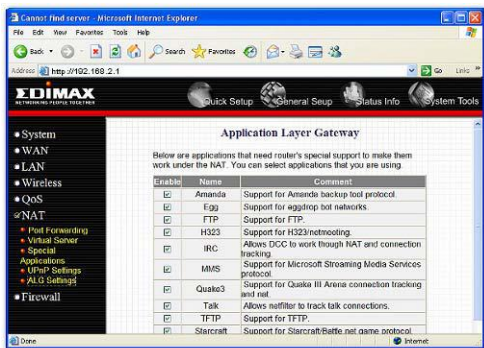 Cannot find server - Microsoft Internet Explorer
File Edit View Favorites Tools Help
Back Search Favorites
Address http://192.168.2.1 Go Links »
EDIMAX
NETWORKING PEOPLE TOGETHER
Quick Setup General Seup Status Info System Tools
System
WAN
LAN
Wireless
QoS
NAT
Port Forwarding
Virtual Server
Special
Applications
UPnP Settings
ALG Settings
Firewall
Application Layer Gateway
Below are applications that need router's special support to make them
work under the NAT. You can select applications that you are using.
Enable Name Comment
Amanda Support for Amanda backup tool protocol.
Egg Support for eggdrop bot networks.
FTP Support for FTP.
H323 Support for H323/netmeeting.
IRC Allows DCC to work though NAT and connection
tracking.
MMS Support for Microsoft Streaming Media Services
protocol.
Quake3 Support for Quake III Arena connection tracking
and nat.
Talk Allows netfilter to track talk connections.
TFTP Support for TFTP.
Starcraft Support for Starcraft/Battle net game protocol.
Done Internet